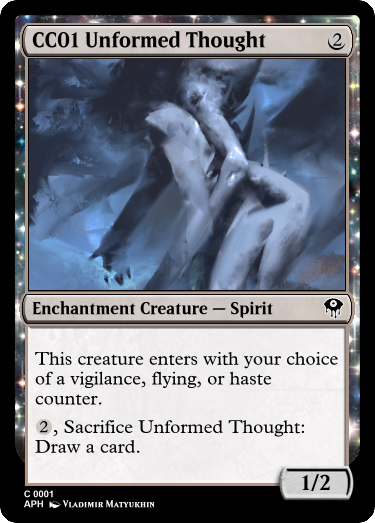 CC01 Unformed Thought 2
Enchantment Creature — Spirit
This creature enters with your choice
of a vigilance, flying, or haste
counter.
2, Sacrifice Unformed Thought:
Draw a card.
1/2
C 0001
APH Vladimir Matyukhin